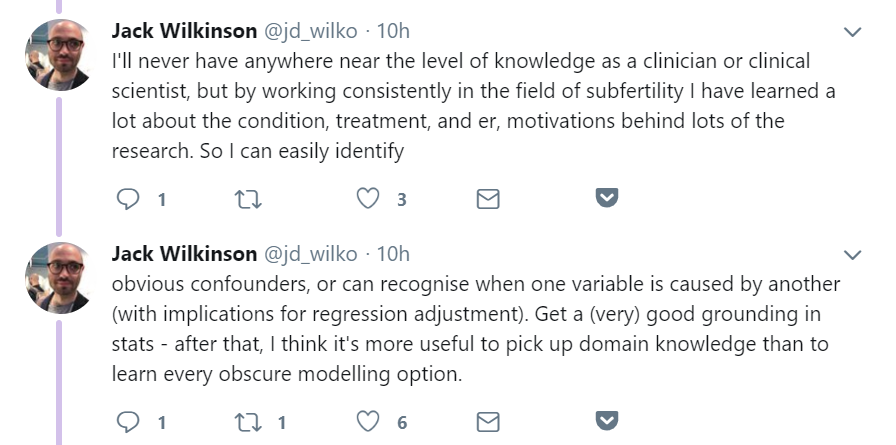 Jack Wilkinson @jd_wilko · 10h
I'll never have anywhere near the level of knowledge as a clinician or clinical
scientist, but by working consistently in the field of subfertility I have learned a
lot about the condition, treatment, and er, motivations behind lots of the
research. So I can easily identify
1 3
Jack Wilkinson @jd_wilko · 10h
obvious confounders, or can recognise when one variable is caused by another
(with implications for regression adjustment). Get a (very) good grounding in
stats - after that, I think it's more useful to pick up domain knowledge than to
learn every obscure modelling option.
1 1 6